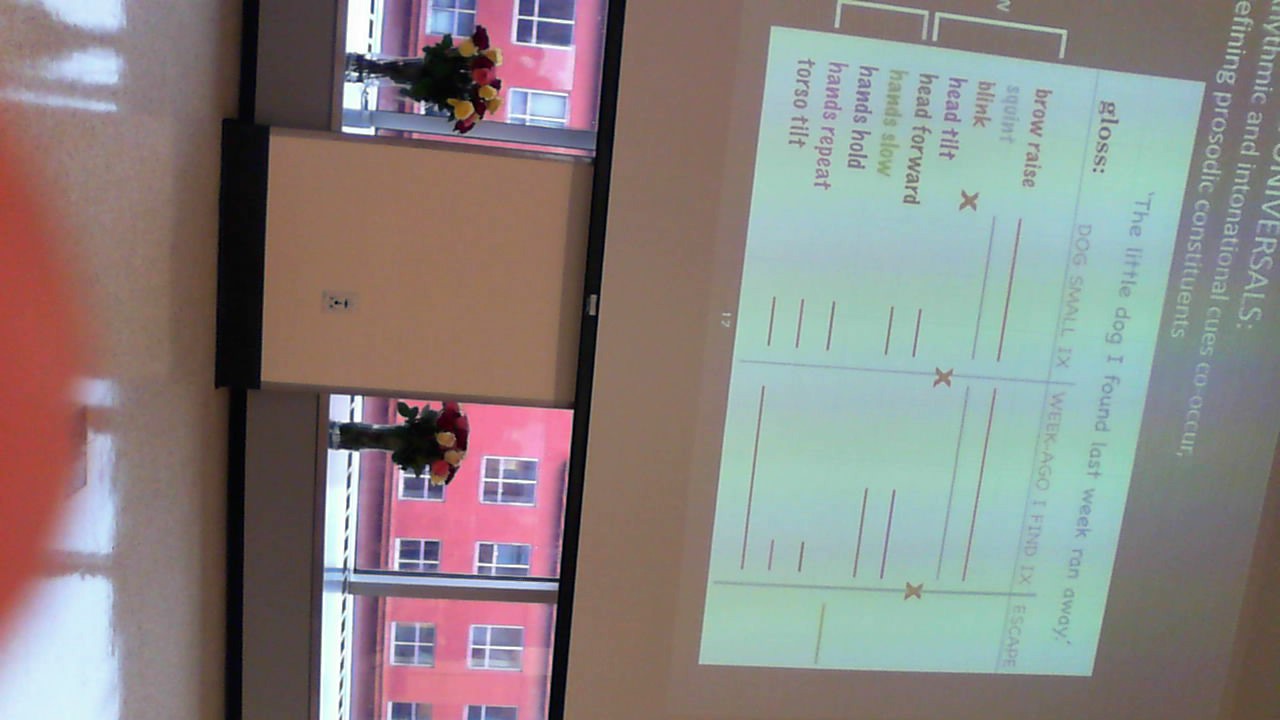 UNIVERSALS:
hythmic and intonational cues co-occur,
efining prosodic constituents
'The little dog I found last week ran away.'
gloss:
DOG SMALL IX WEEK-AGO I FIND IX ESCAPE
brow raise
squint
blink
head tilt
head forward
hands slow
hands hold
hands repeat
torso tilt
X
X
X
17